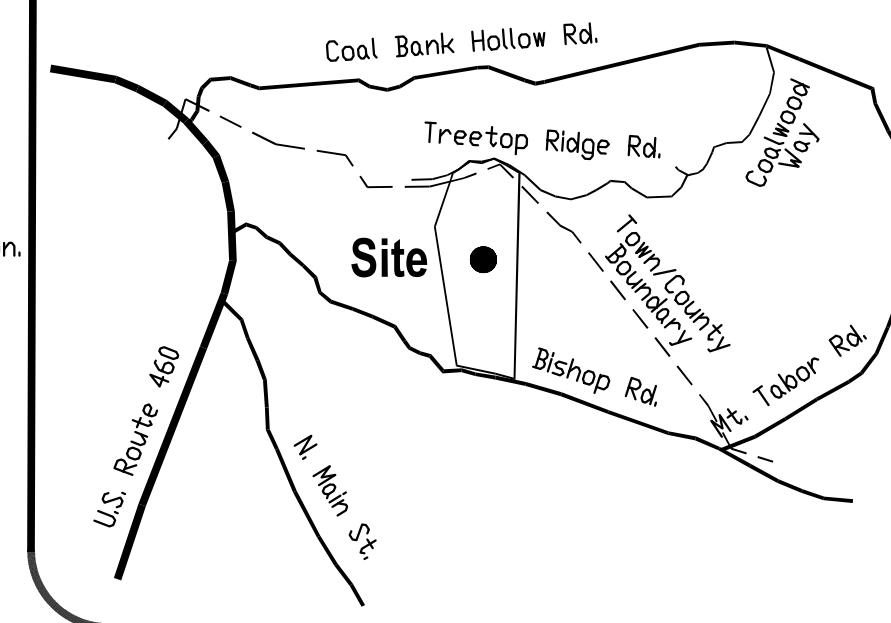 Coal Bank Hollow Rd.
Treetop Ridge Rd.
Coalwood
Way
n.
Site
Town/County
Boundary
U.S. Route 460
Bishop Rd.
Mt. Tabor Rd.
N. Main St.